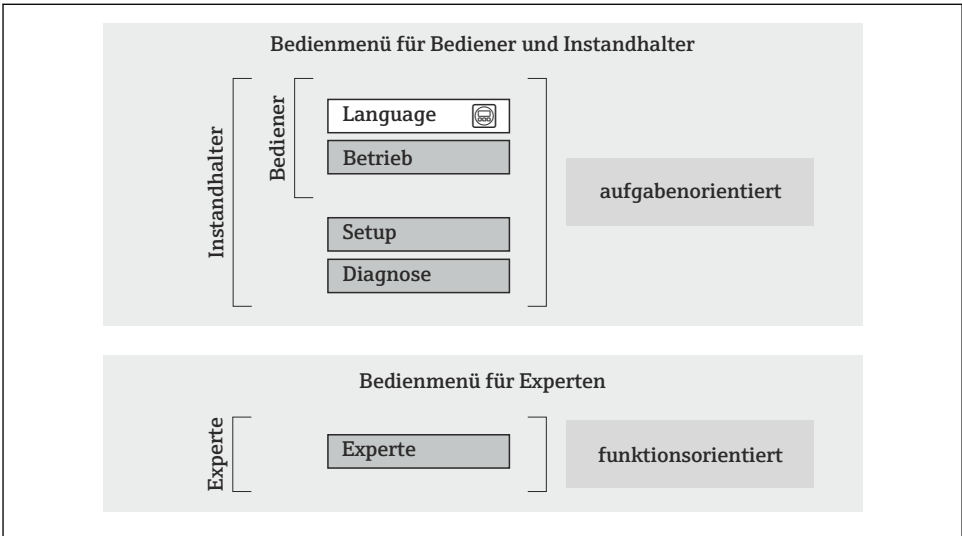 Bedienmenü für Bediener und Instandhalter
Instandhalter
Bediener
Language
Betrieb
Setup
Diagnose
aufgabenorientiert
Bedienmenü für Experten
Experte
Experte
funktionsorientiert